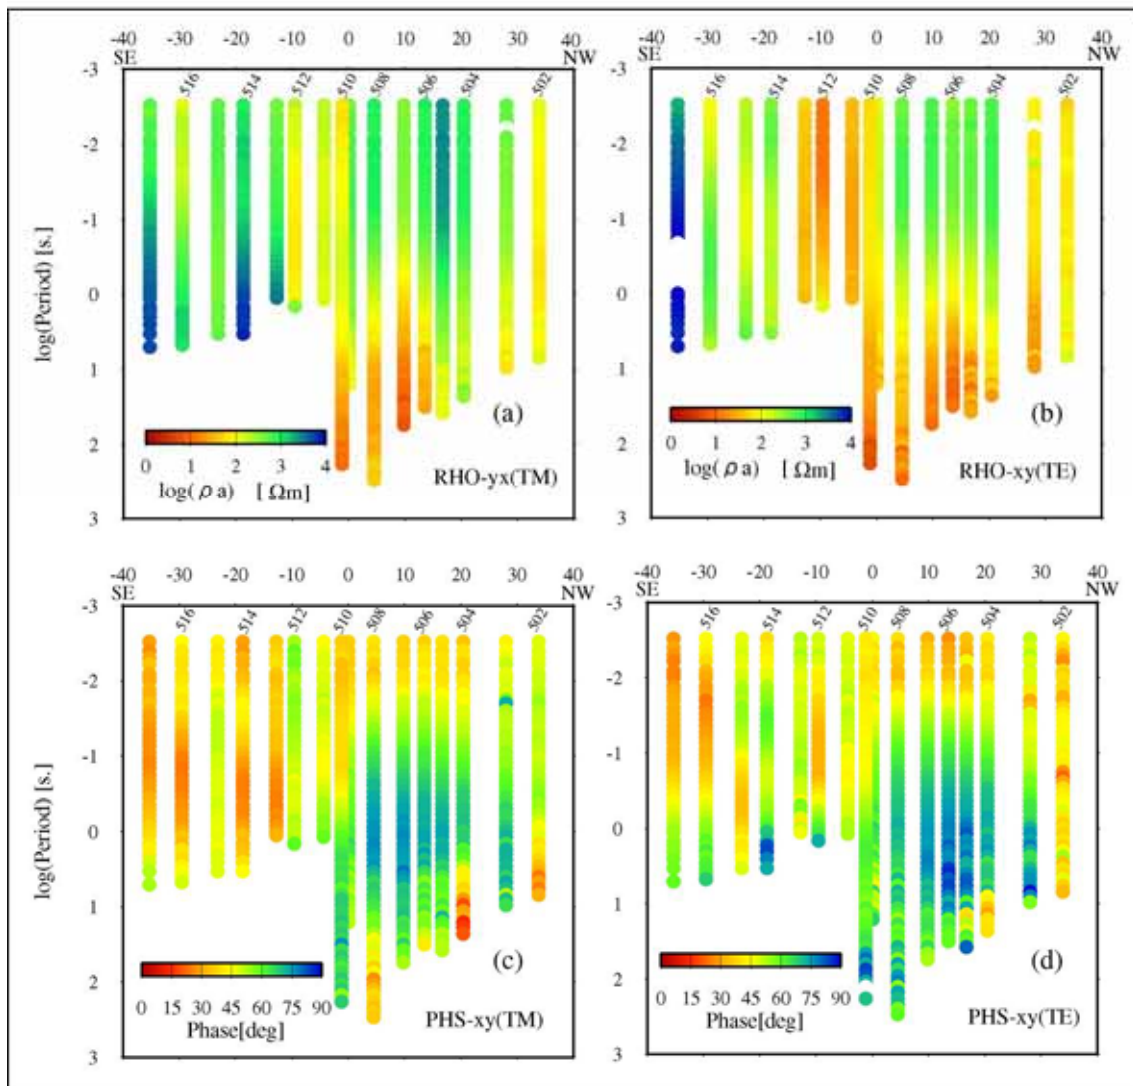 -40 -30 -20 -10 0 10 20 30 40
SE NW
516 514 512 510 508 506 504 502
-3
-2
-1
0
1
2
3
log(Period) [s.]
(a)
0 1 2 3 4
log(ρa) [Ωm]
RHO-yx(TM)
-40 -30 -20 -10 0 10 20 30 40
SE NW
516 514 512 510 508 506 504 502
-3
-2
-1
0
1
2
3
(b)
0 1 2 3 4
log(ρa) [Ωm]
RHO-xy(TE)
-40 -30 -20 -10 0 10 20 30 40
SE NW
516 514 512 510 508 506 504 502
-3
-2
-1
0
1
2
3
log(Period) [s.]
(c)
0 15 30 45 60 75 90
Phase[deg]
PHS-xy(TM)
-40 -30 -20 -10 0 10 20 30 40
SE NW
516 514 512 510 508 506 504 502
-3
-2
-1
0
1
2
3
(d)
0 15 30 45 60 75 90
Phase[deg]
PHS-xy(TE)